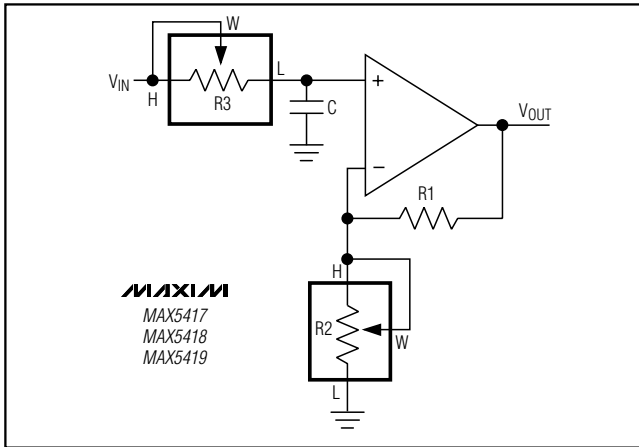 W
VIN
H
R3
L
C
+
−
VOUT
R1
H
R2
W
L
MAXIM
MAX5417
MAX5418
MAX5419